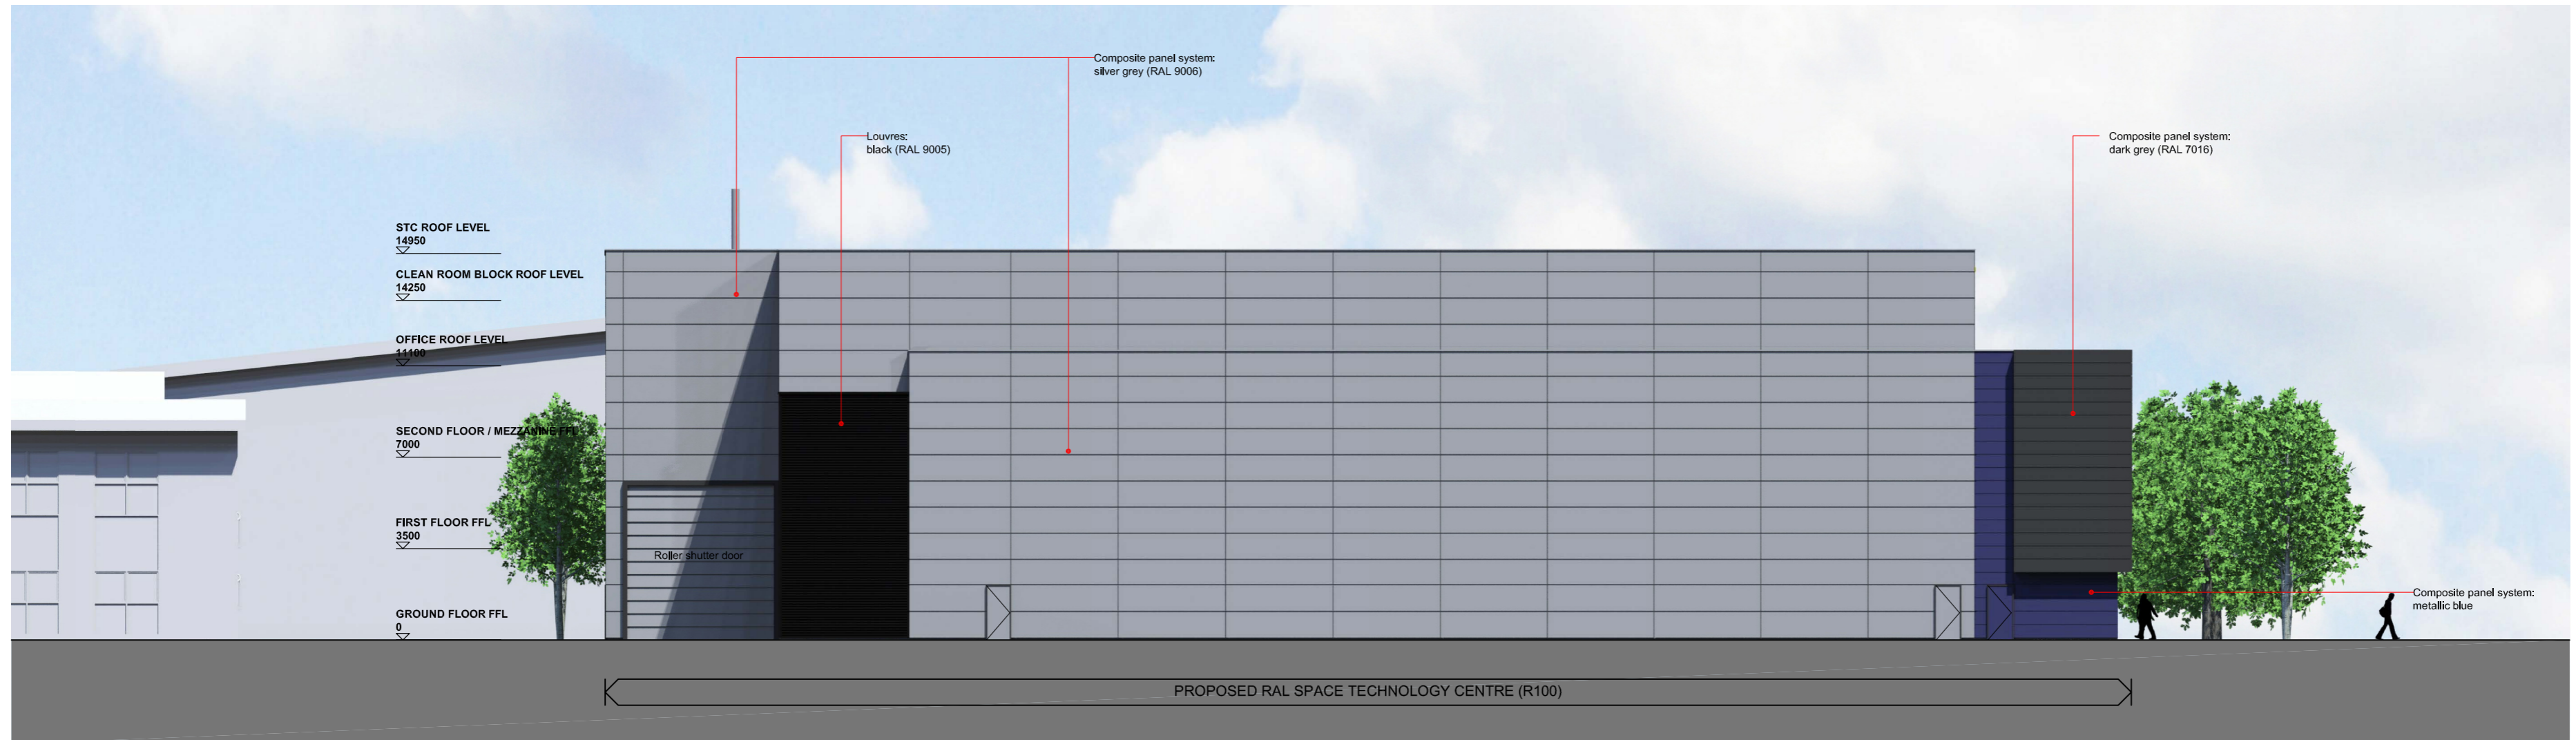 Composite panel system:
silver grey (RAL 9006)
Louvres:
black (RAL 9005)
Composite panel system:
dark grey (RAL 7016)
STC ROOF LEVEL
14950
CLEAN ROOM BLOCK ROOF LEVEL
14250
OFFICE ROOF LEVEL
11100
SECOND FLOOR / MEZZANINE FFL
7000
FIRST FLOOR FFL
3500
Roller shutter door
GROUND FLOOR FFL
0
Composite panel system:
metallic blue
PROPOSED RAL SPACE TECHNOLOGY CENTRE (R100)